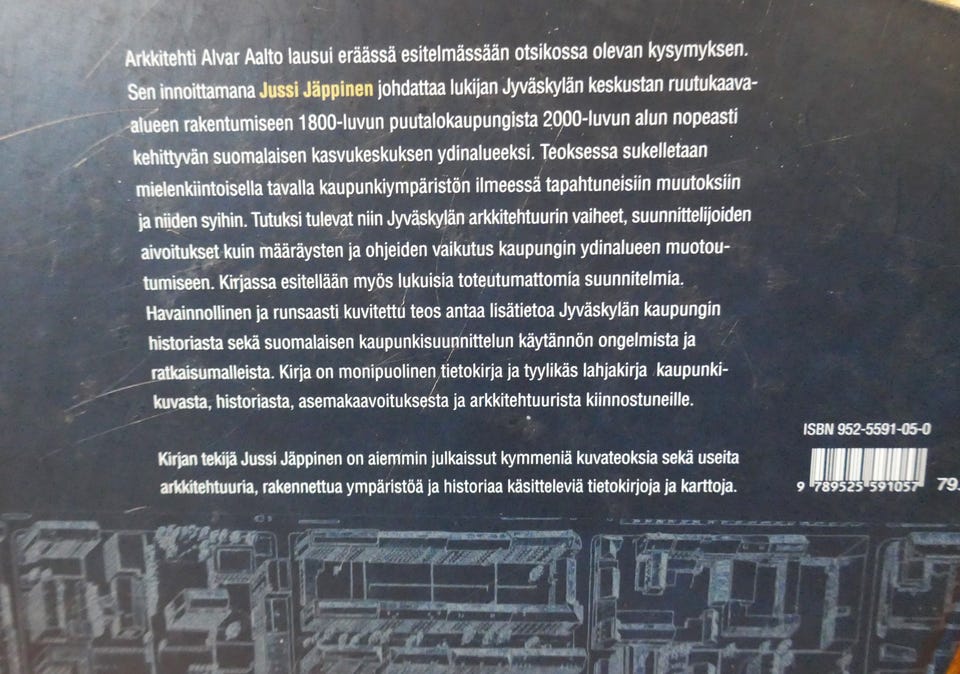 Arkkitehti Alvar Aalto lausui eräässä esitelmässään otsikossa olevan kysymyksen.
Sen innoittamana Jussi Jäppinen johdattaa lukijan Jyväskylän keskustan ruutukaava-
alueen rakentumiseen 1800-luvun puutalokaupungista 2000-luvun alun nopeasti
kehittyvän suomalaisen kasvukeskuksen ydinalueeksi. Teoksessa sukelletaan
mielenkiintoisella tavalla kaupunkiympäristön ilmeessä tapahtuneisiin muutoksiin
ja niiden syihin. Tutuksi tulevat niin Jyväskylän arkkitehtuurin vaiheet, suunnittelijoiden
aivoitukset kuin määräysten ja ohjeiden vaikutus kaupungin ydinalueen muotou-
tumiseen. Kirjassa esitellään myös lukuisia toteutumattomia suunnitelmia.
Havainnollinen ja runsaasti kuvitettu teos antaa lisätietoa Jyväskylän kaupungin
historiasta sekä suomalaisen kaupunkisuunnittelun käytännön ongelmista ja
ratkaisumalleista. Kirja on monipuolinen tietokirja ja tyylikäs lahjakirja kaupunki-
kuvasta, historiasta, asemakaavoituksesta ja arkkitehtuurista kiinnostuneille.
Kirjan tekijä Jussi Jäppinen on aiemmin julkaissut kymmeniä kuvateoksia sekä useita
arkkitehtuuria, rakennettua ympäristöä ja historiaa käsitteleviä tietokirjoja ja karttoja.
ISBN 952-5591-05-0
9 789525 591057 79.